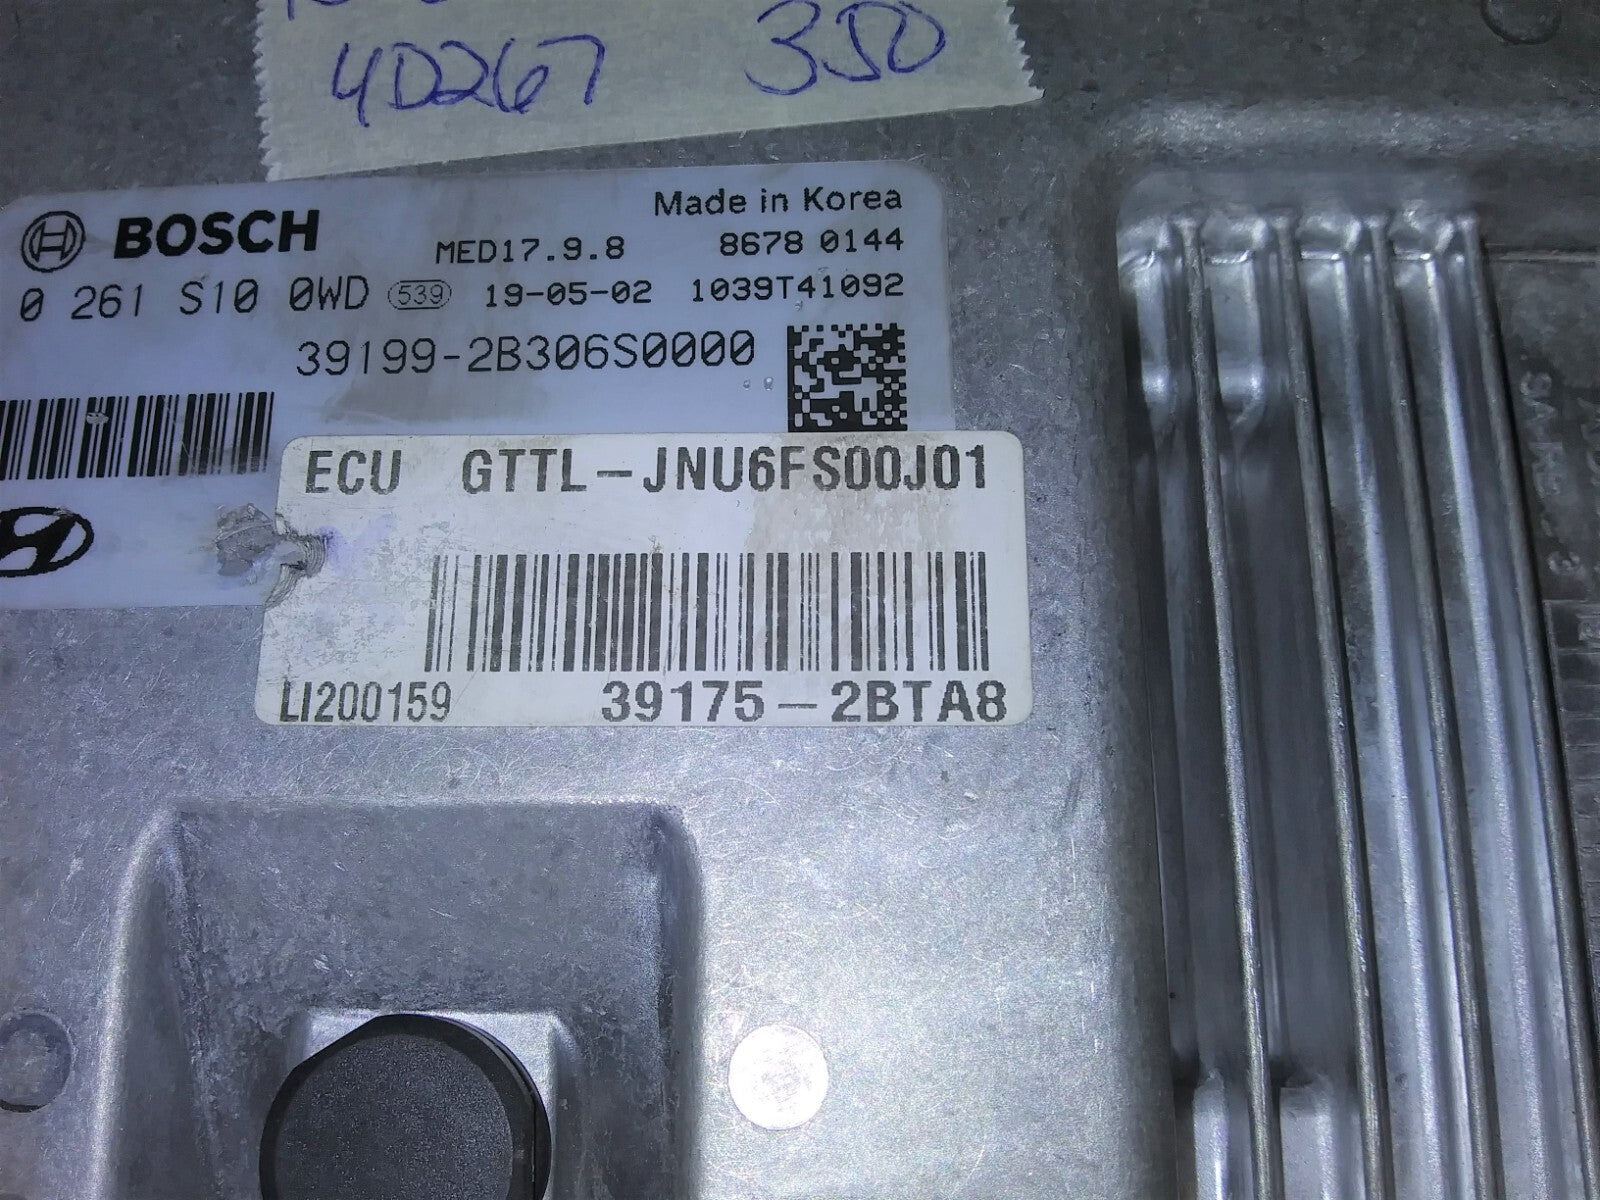 4D267 350
BOSCH
Made in Korea
MED17.9.8 8678 0144
0 261 S10 0WD 539 19-05-02 1039T41092
39199-2B306S0000
ECU GTTL-JNU6FS00J01
LI200159 39175-2BTA8